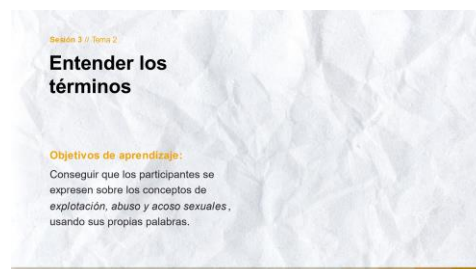 Sesión 3 // Tema 2
Entender los
términos
Objetivos de aprendizaje:
Conseguir que los participantes se
expresen sobre los conceptos de
explotación, abuso y acoso sexuales,
usando sus propias palabras.